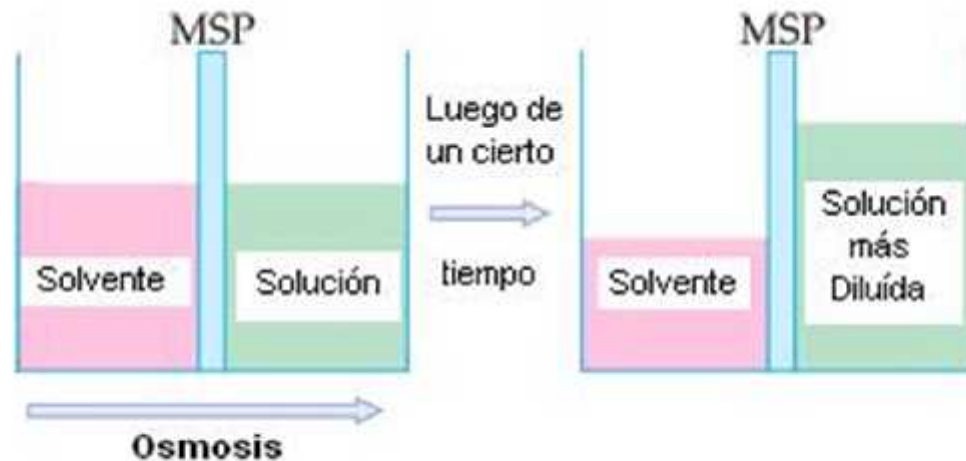 MSP
MSP
Luego de
un cierto
tiempo
Solvente
Solución
Solvente
Solución
más
Diluída
Osmosis